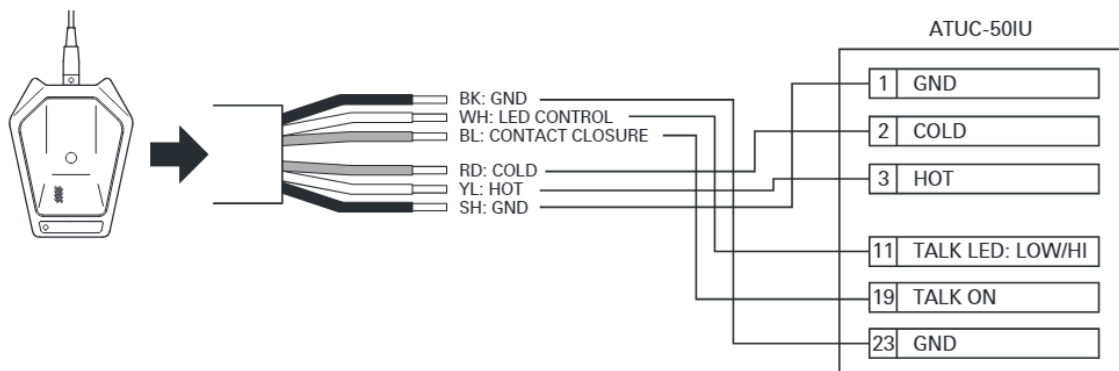 ATUC-50IU
BK: GND
WH: LED CONTROL
BL: CONTACT CLOSURE
RD: COLD
YL: HOT
SH: GND
1 GND
2 COLD
3 HOT
11 TALK LED: LOW/HI
19 TALK ON
23 GND